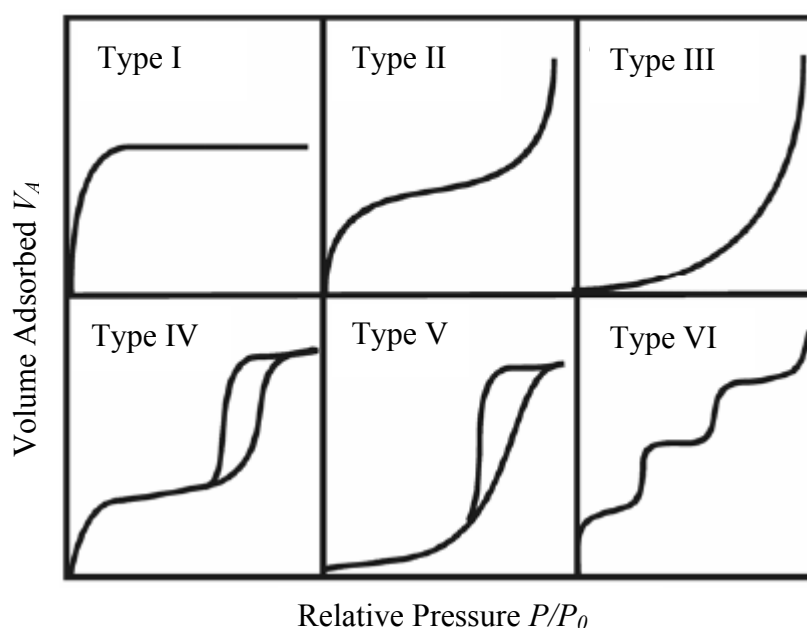 Type I
Type II
Type III
Type IV
Type V
Type VI
Volume Adsorbed V_A
Relative Pressure P/P_0